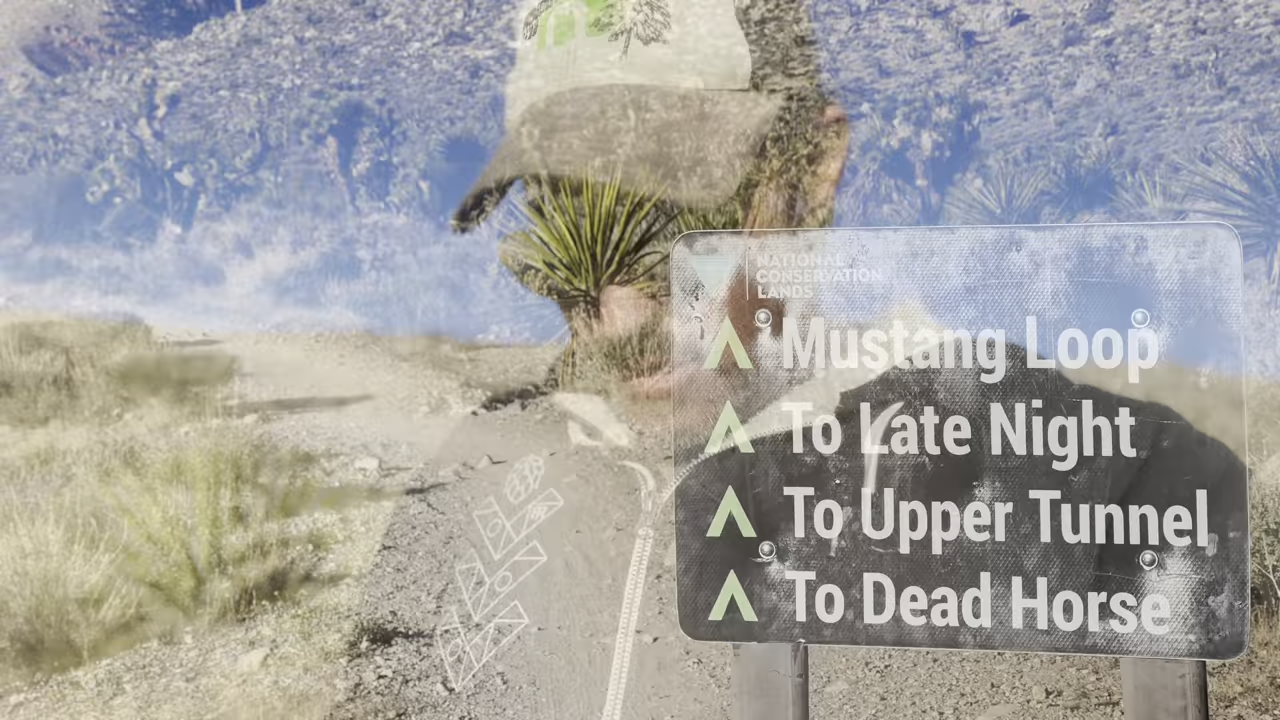 NATIONAL
CONSERVATION
LANDS
Mustang Loop
To Late Night
To Upper Tunnel
To Dead Horse